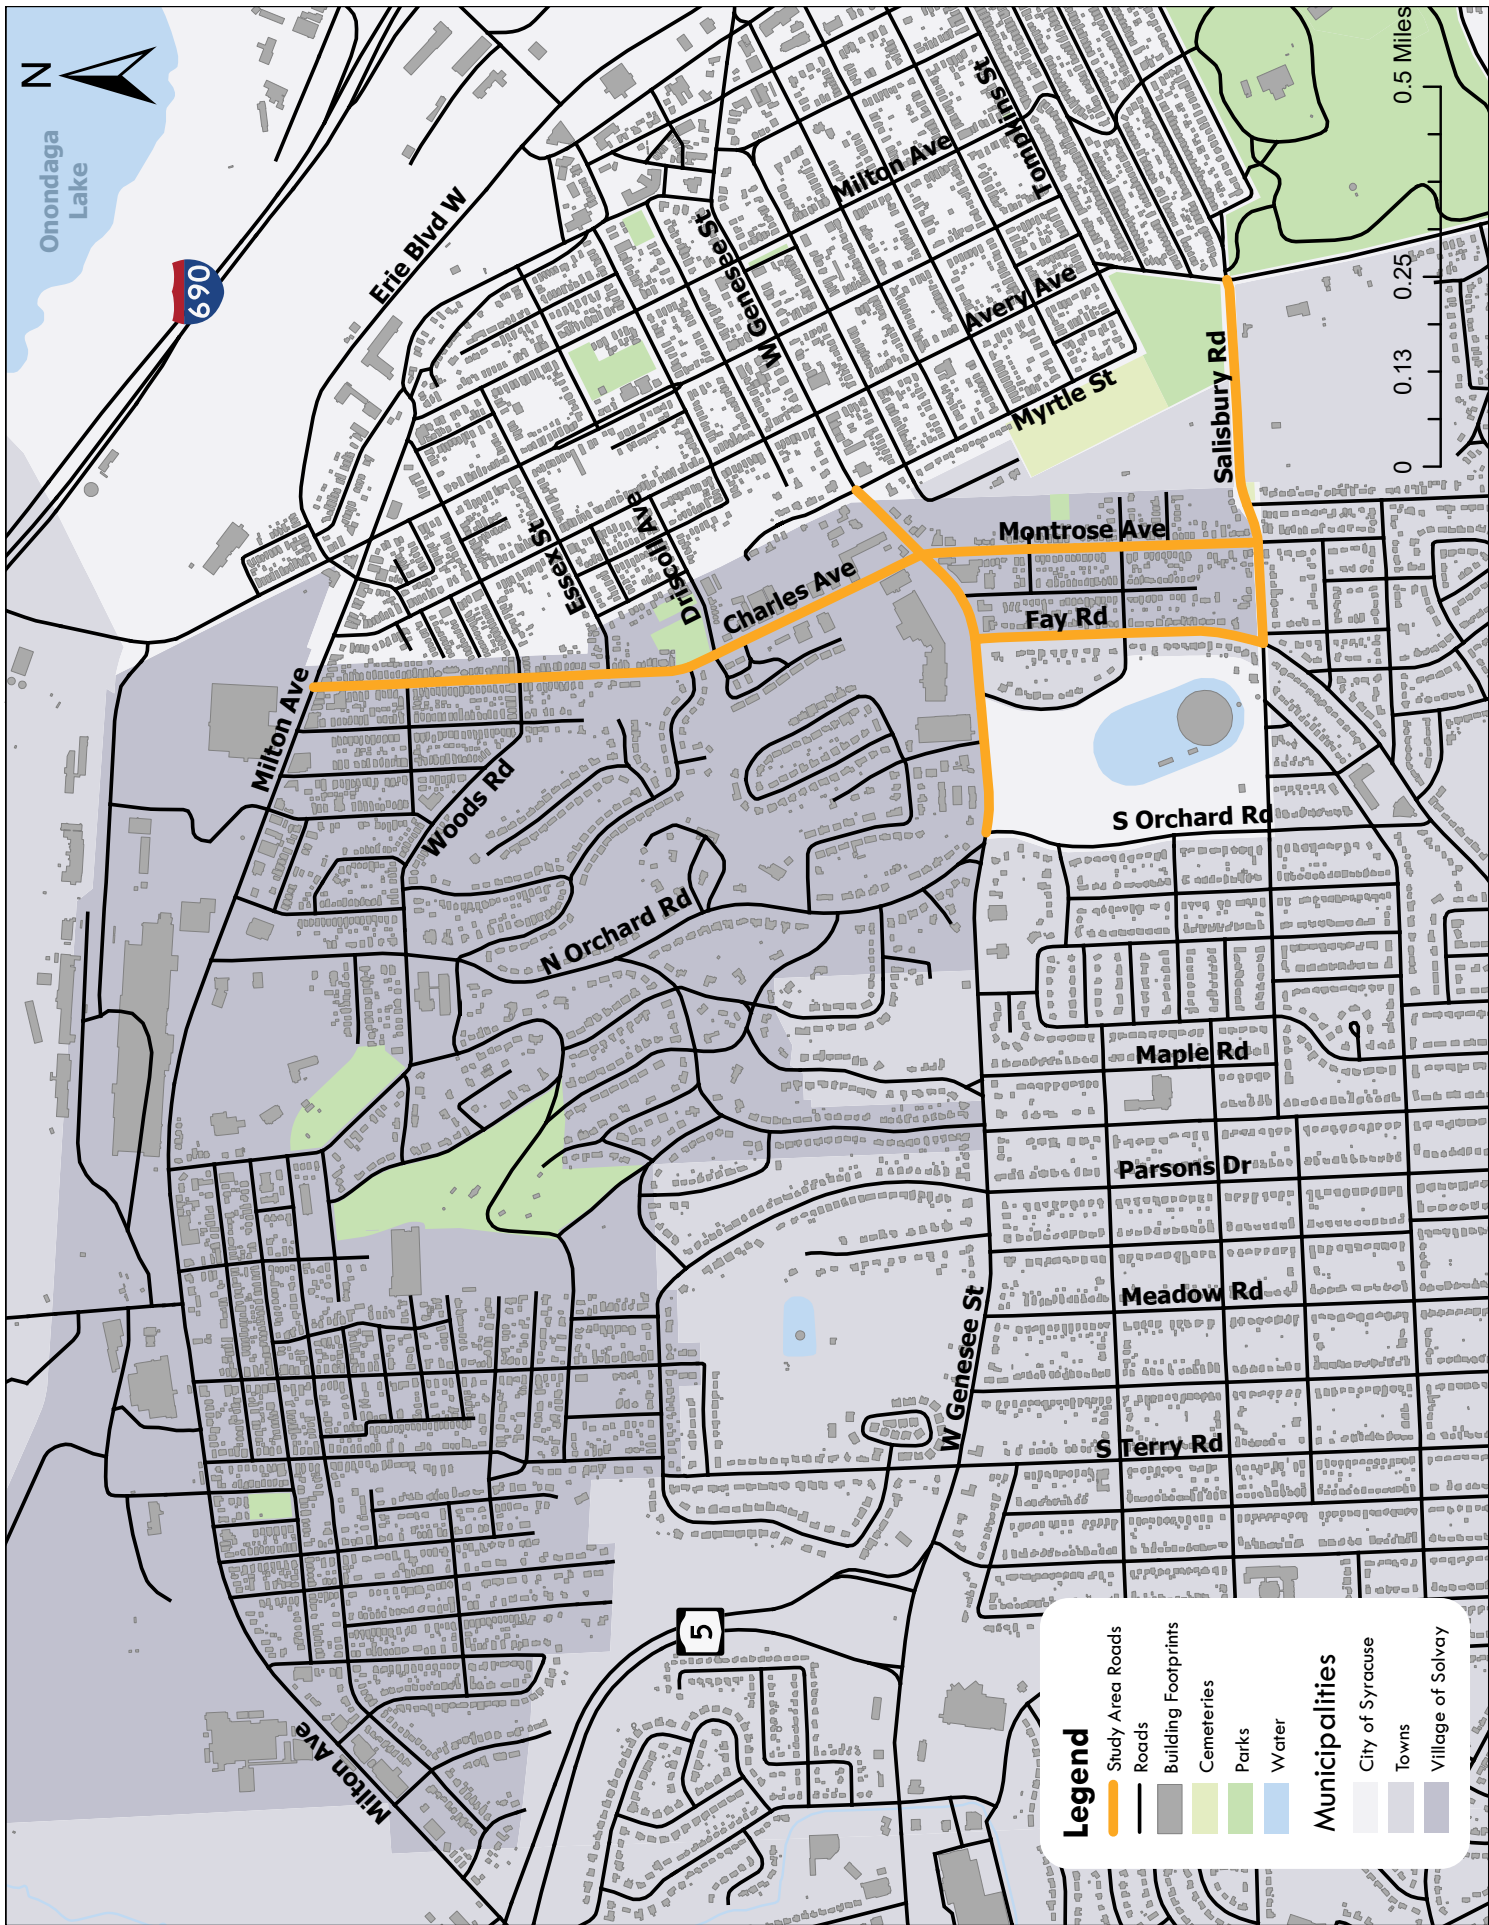 N
Onondaga
Lake
690
Erie Blvd W
Milton Ave
Tompkins St
W Genesee St
Avery Ave
Myrtle St
Salisbury Rd
Essex St
Driscoll Ave
Charles Ave
Montrose Ave
Fay Rd
Milton Ave
Woods Rd
N Orchard Rd
S Orchard Rd
Maple Rd
Parsons Dr
Meadow Rd
W Genesee St
S Terry Rd
5
Milton Ave
0
0.13
0.25
0.5 Miles
Legend
Study Area Roads
Roads
Building Footprints
Cemeteries
Parks
Water
Municipalities
City of Syracuse
Towns
Village of Solvay